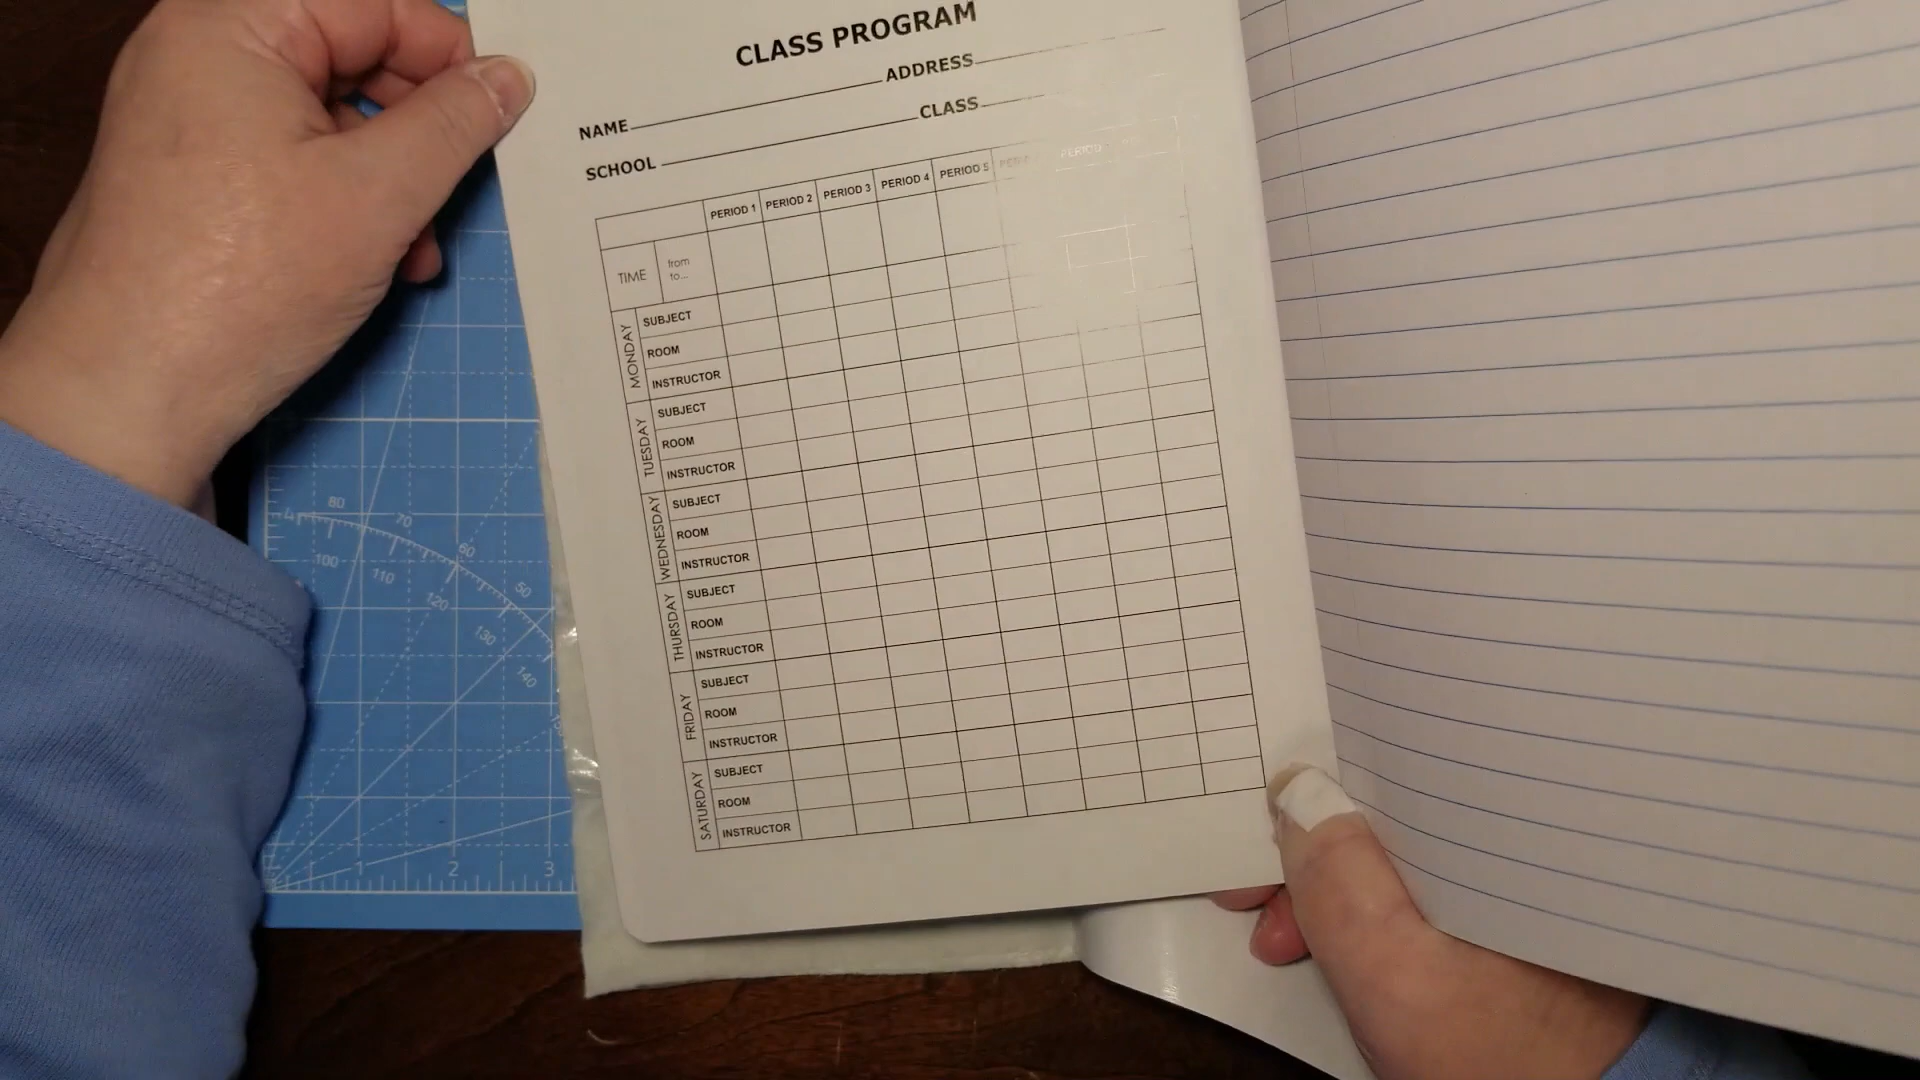 CLASS PROGRAM
NAME ADDRESS
SCHOOL CLASS
PERIOD 1 PERIOD 2 PERIOD 3 PERIOD 4 PERIOD 5 PERIOD
TIME from to...
MONDAY
SUBJECT
ROOM
INSTRUCTOR
TUESDAY
SUBJECT
ROOM
INSTRUCTOR
WEDNESDAY
SUBJECT
ROOM
INSTRUCTOR
THURSDAY
SUBJECT
ROOM
INSTRUCTOR
FRIDAY
SUBJECT
ROOM
INSTRUCTOR
SATURDAY
SUBJECT
ROOM
INSTRUCTOR
80 70 60 50
100 110 120 130 140
1 2 3